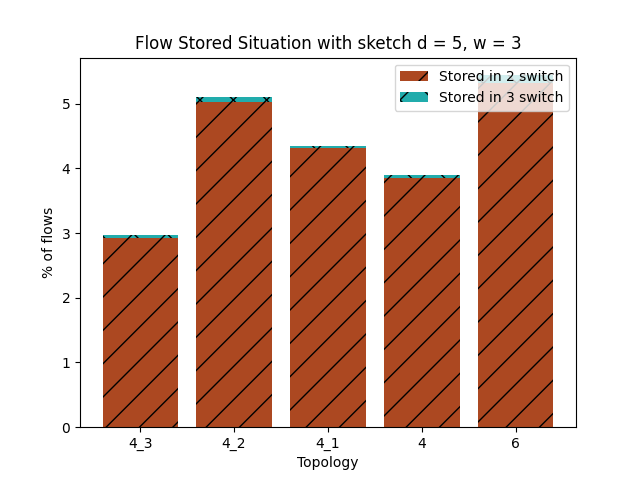 Flow Stored Situation with sketch d = 5, w = 3
Stored in 2 switch
Stored in 3 switch
% of flows
5
4
3
2
1
0
4_3 4_2 4_1 4 6
Topology